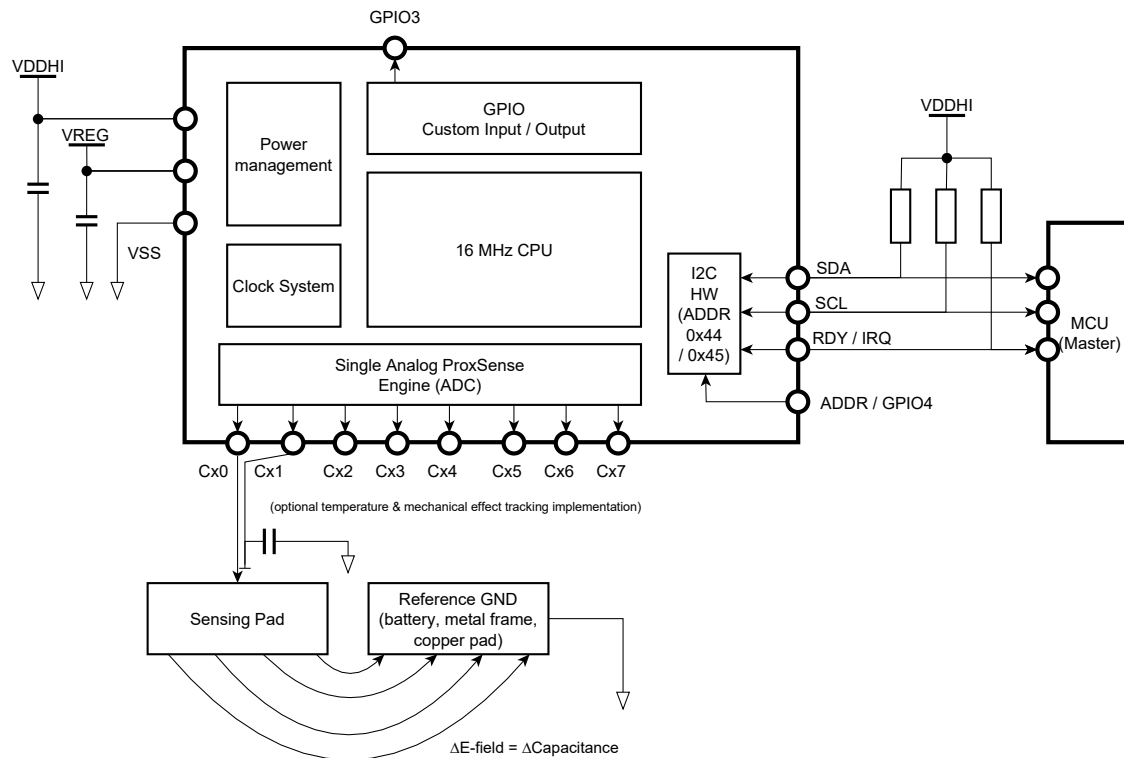 GPIO3
VDDHI
VREG
VSS
Power
management
GPIO
Custom Input / Output
16 MHz CPU
Clock System
I2C
HW
(ADDR
0x44
/ 0x45)
Single Analog ProxSense
Engine (ADC)
VDDHI
SDA
SCL
RDY / IRQ
ADDR / GPIO4
MCU
(Master)
Cx0
Cx1
Cx2
Cx3
Cx4
Cx5
Cx6
Cx7
(optional temperature & mechanical effect tracking implementation)
Sensing Pad
Reference GND
(battery, metal frame,
copper pad)
ΔE-field = ΔCapacitance